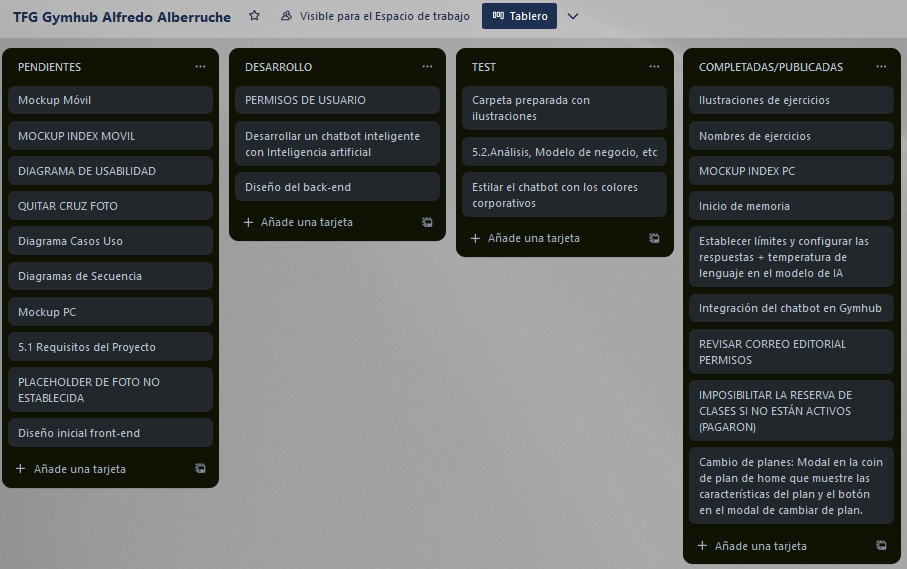 TFG Gymhub Alfredo Alberruche
Visible para el Espacio de trabajo
Tablero
PENDIENTES
Mockup Móvil
MOCKUP INDEX MOVIL
DIAGRAMA DE USABILIDAD
QUITAR CRUZ FOTO
Diagrama Casos Uso
Diagramas de Secuencia
Mockup PC
5.1 Requisitos del Proyecto
PLACEHOLDER DE FOTO NO
ESTABLECIDA
Diseño inicial front-end
+ Añade una tarjeta
DESARROLLO
PERMISOS DE USUARIO
Desarrollar un chatbot inteligente
con Inteligencia artificial
Diseño del back-end
+ Añade una tarjeta
TEST
Carpeta preparada con
ilustraciones
5.2.Análisis, Modelo de negocio, etc
Estilar el chatbot con los colores
corporativos
+ Añade una tarjeta
COMPLETADAS/PUBLICADAS
Ilustraciones de ejercicios
Nombres de ejercicios
MOCKUP INDEX PC
Inicio de memoria
Establecer límites y configurar las
respuestas + temperatura de
lenguaje en el modelo de IA
Integración del chatbot en Gymhub
REVISAR CORREO EDITORIAL
PERMISOS
IMPOSIBILITAR LA RESERVA DE
CLASES SI NO ESTÁN ACTIVOS
(PAGARON)
Cambio de planes: Modal en la coin
de plan de home que muestre las
características del plan y el botón
en el modal de cambiar de plan.
+ Añade una tarjeta